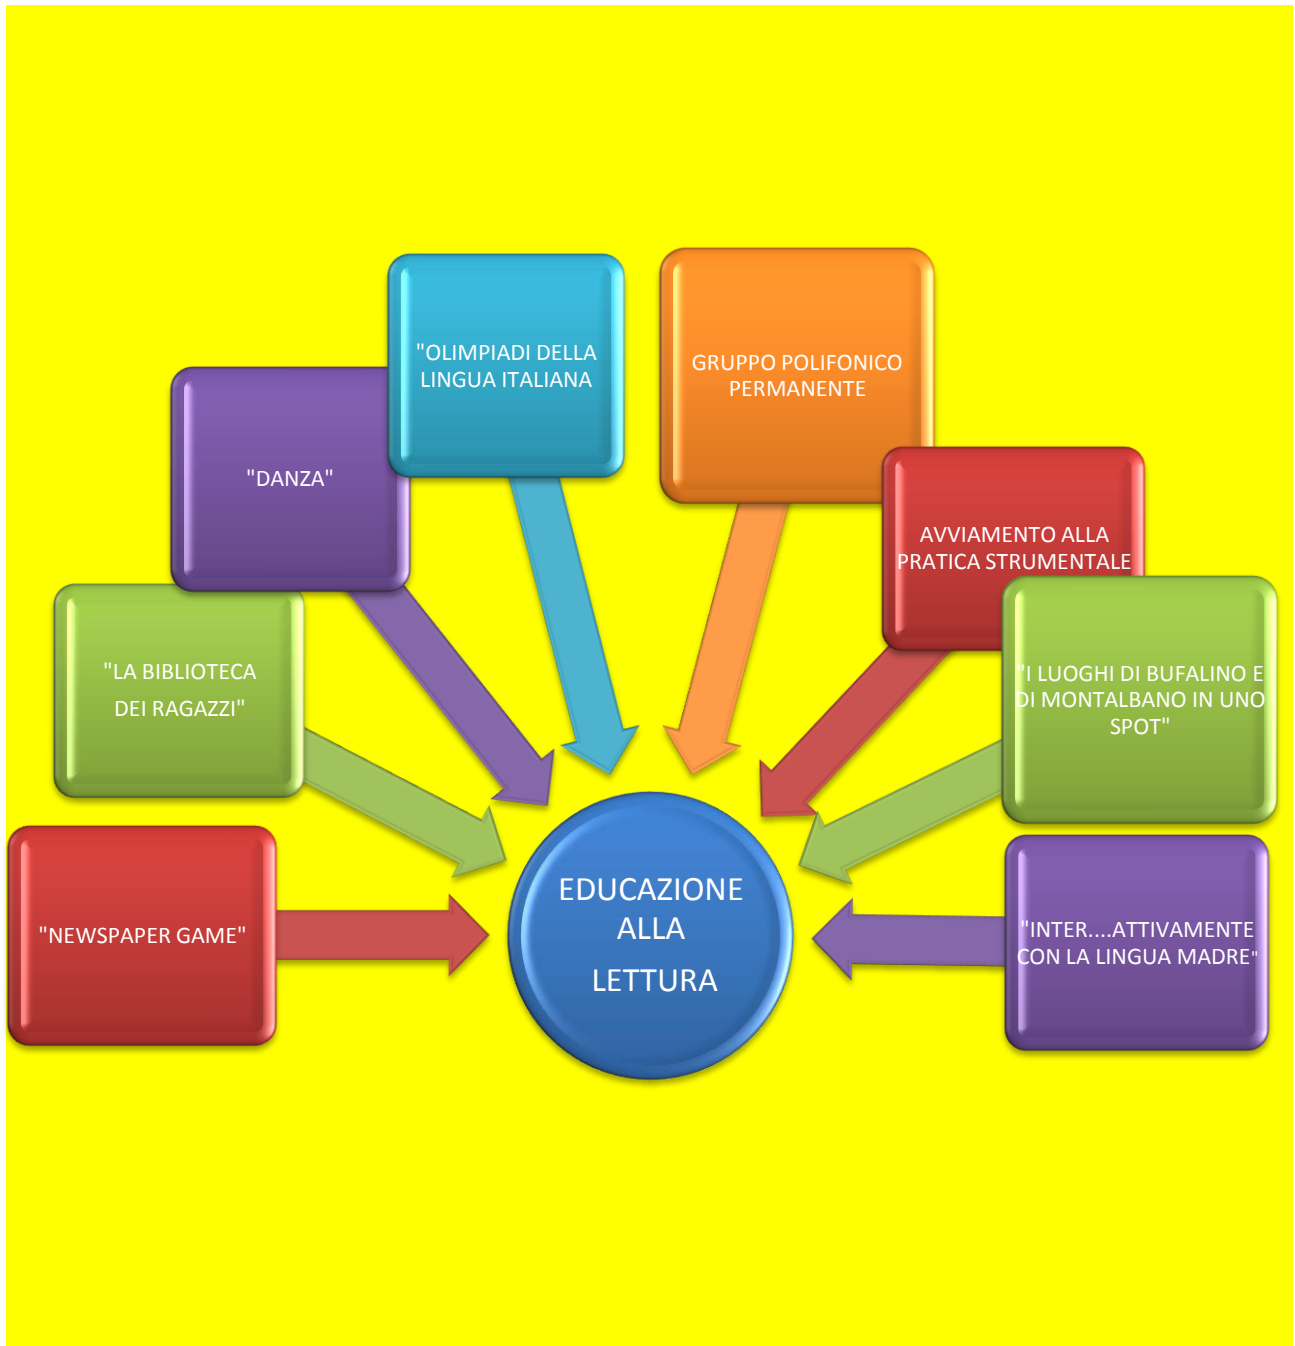 "OLIMPIADI DELLA
LINGUA ITALIANA
GRUPPO POLIFONICO
PERMANENTE
"DANZA"
AVVIAMENTO ALLA
PRATICA STRUMENTALE
"LA BIBLIOTECA
DEI RAGAZZI"
"I LUOGHI DI BUFALINO E
DI MONTALBANO IN UNO
SPOT"
"NEWSPAPER GAME"
EDUCAZIONE
ALLA
LETTURA
"INTER....ATTIVAMENTE
CON LA LINGUA MADRE"